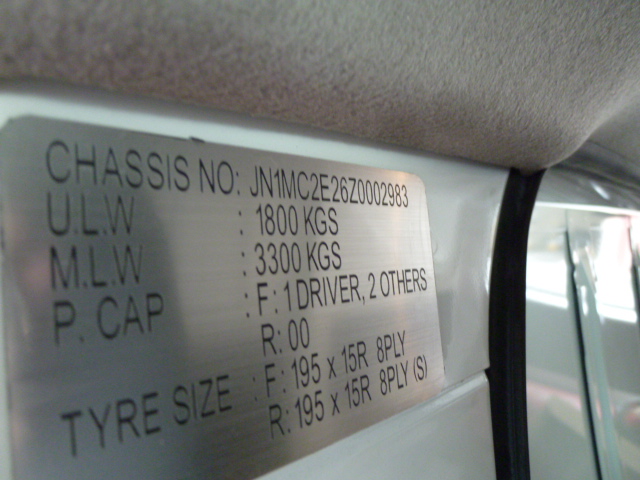 CHASSIS NO: JN1MC2E26Z0002983
U.L.W : 1800 KGS
M.L.W : 3300 KGS
P. CAP : F: 1 DRIVER, 2 OTHERS
R: 00
TYRE SIZE : F: 195 x 15R 8PLY
R: 195 x 15R 8PLY (S)